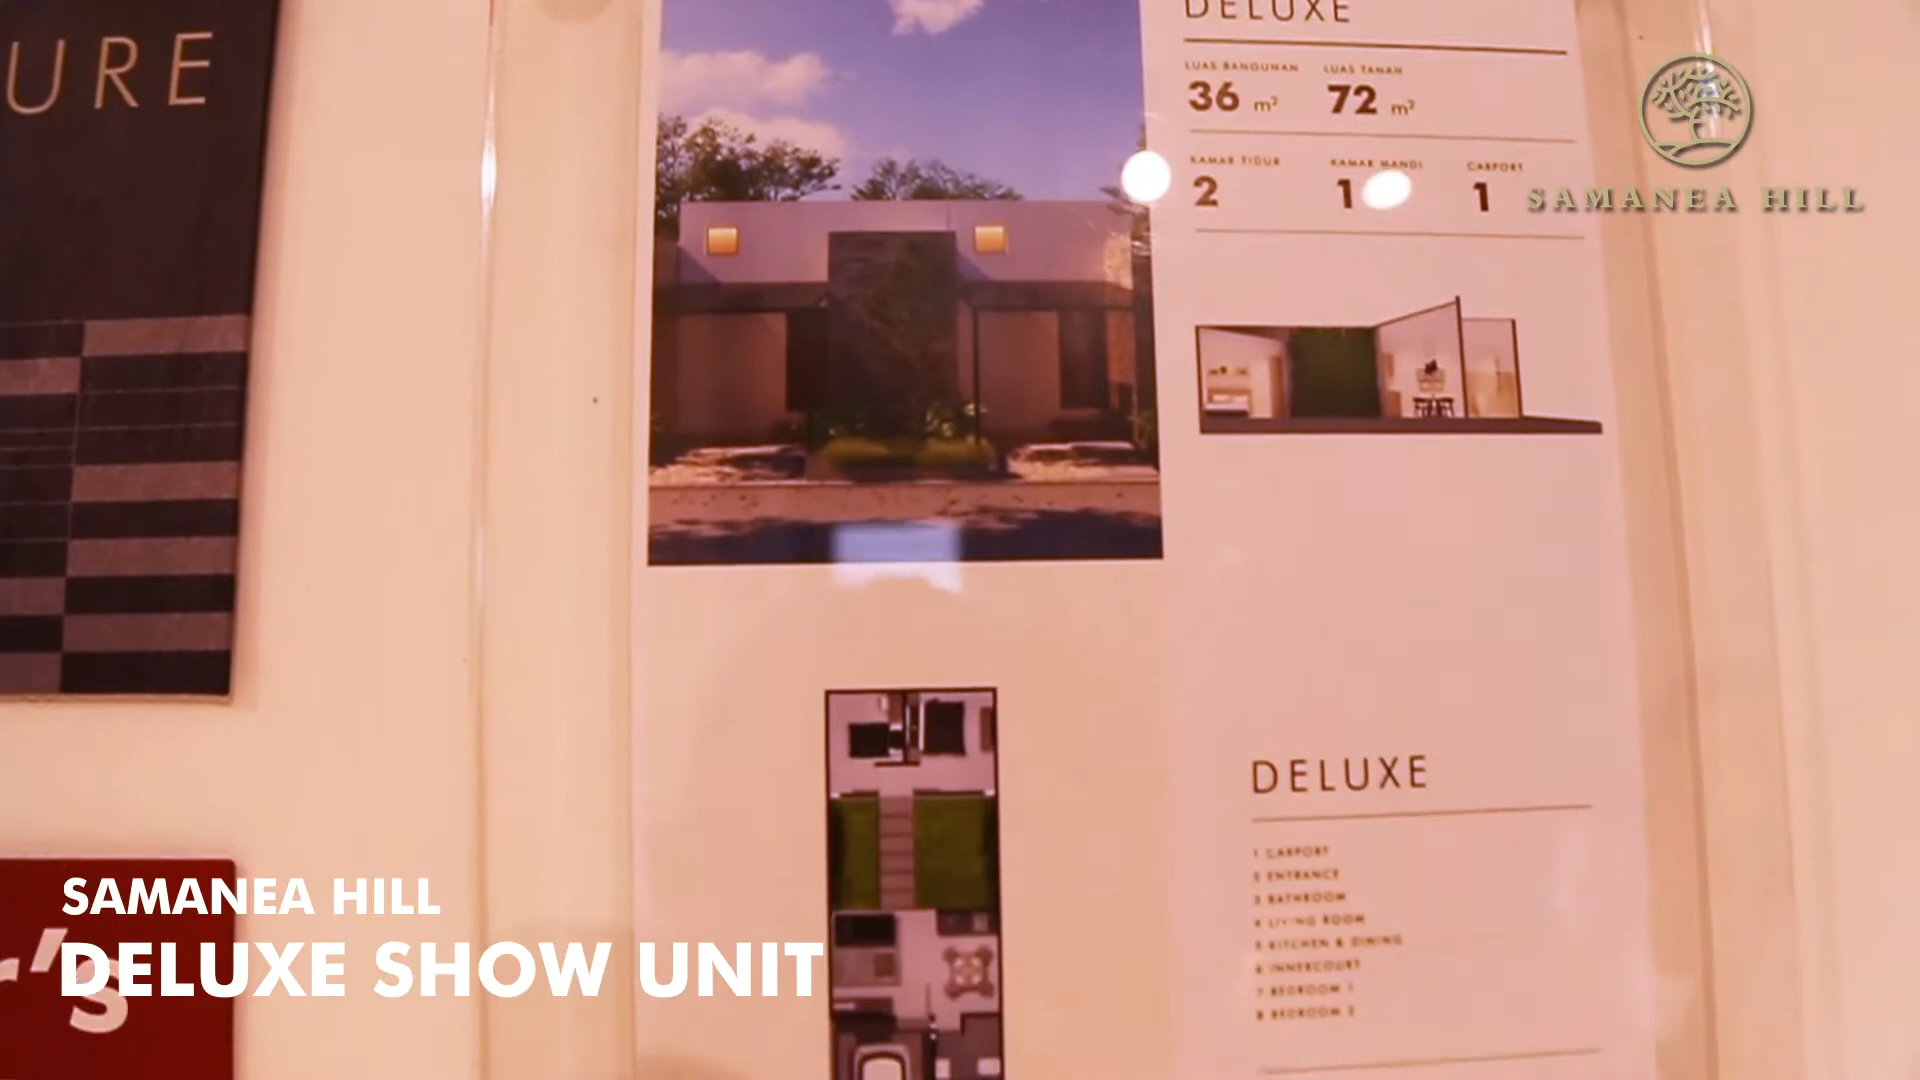 URE
DELUXE
LUAS BANGUNAN LUAS TANAH
36 m² 72 m²
KAMAR TIDUR KAMAR MANDI CARPORT
2 1 1
SAMANEA HILL
DELUXE
1 CARPORT
2 ENTRANCE
3 BATHROOM
4 LIVING ROOM
5 KITCHEN & DINING
6 INNERCOURT
7 BEDROOM 1
8 BEDROOM 2
r's
SAMANEA HILL
DELUXE SHOW UNIT